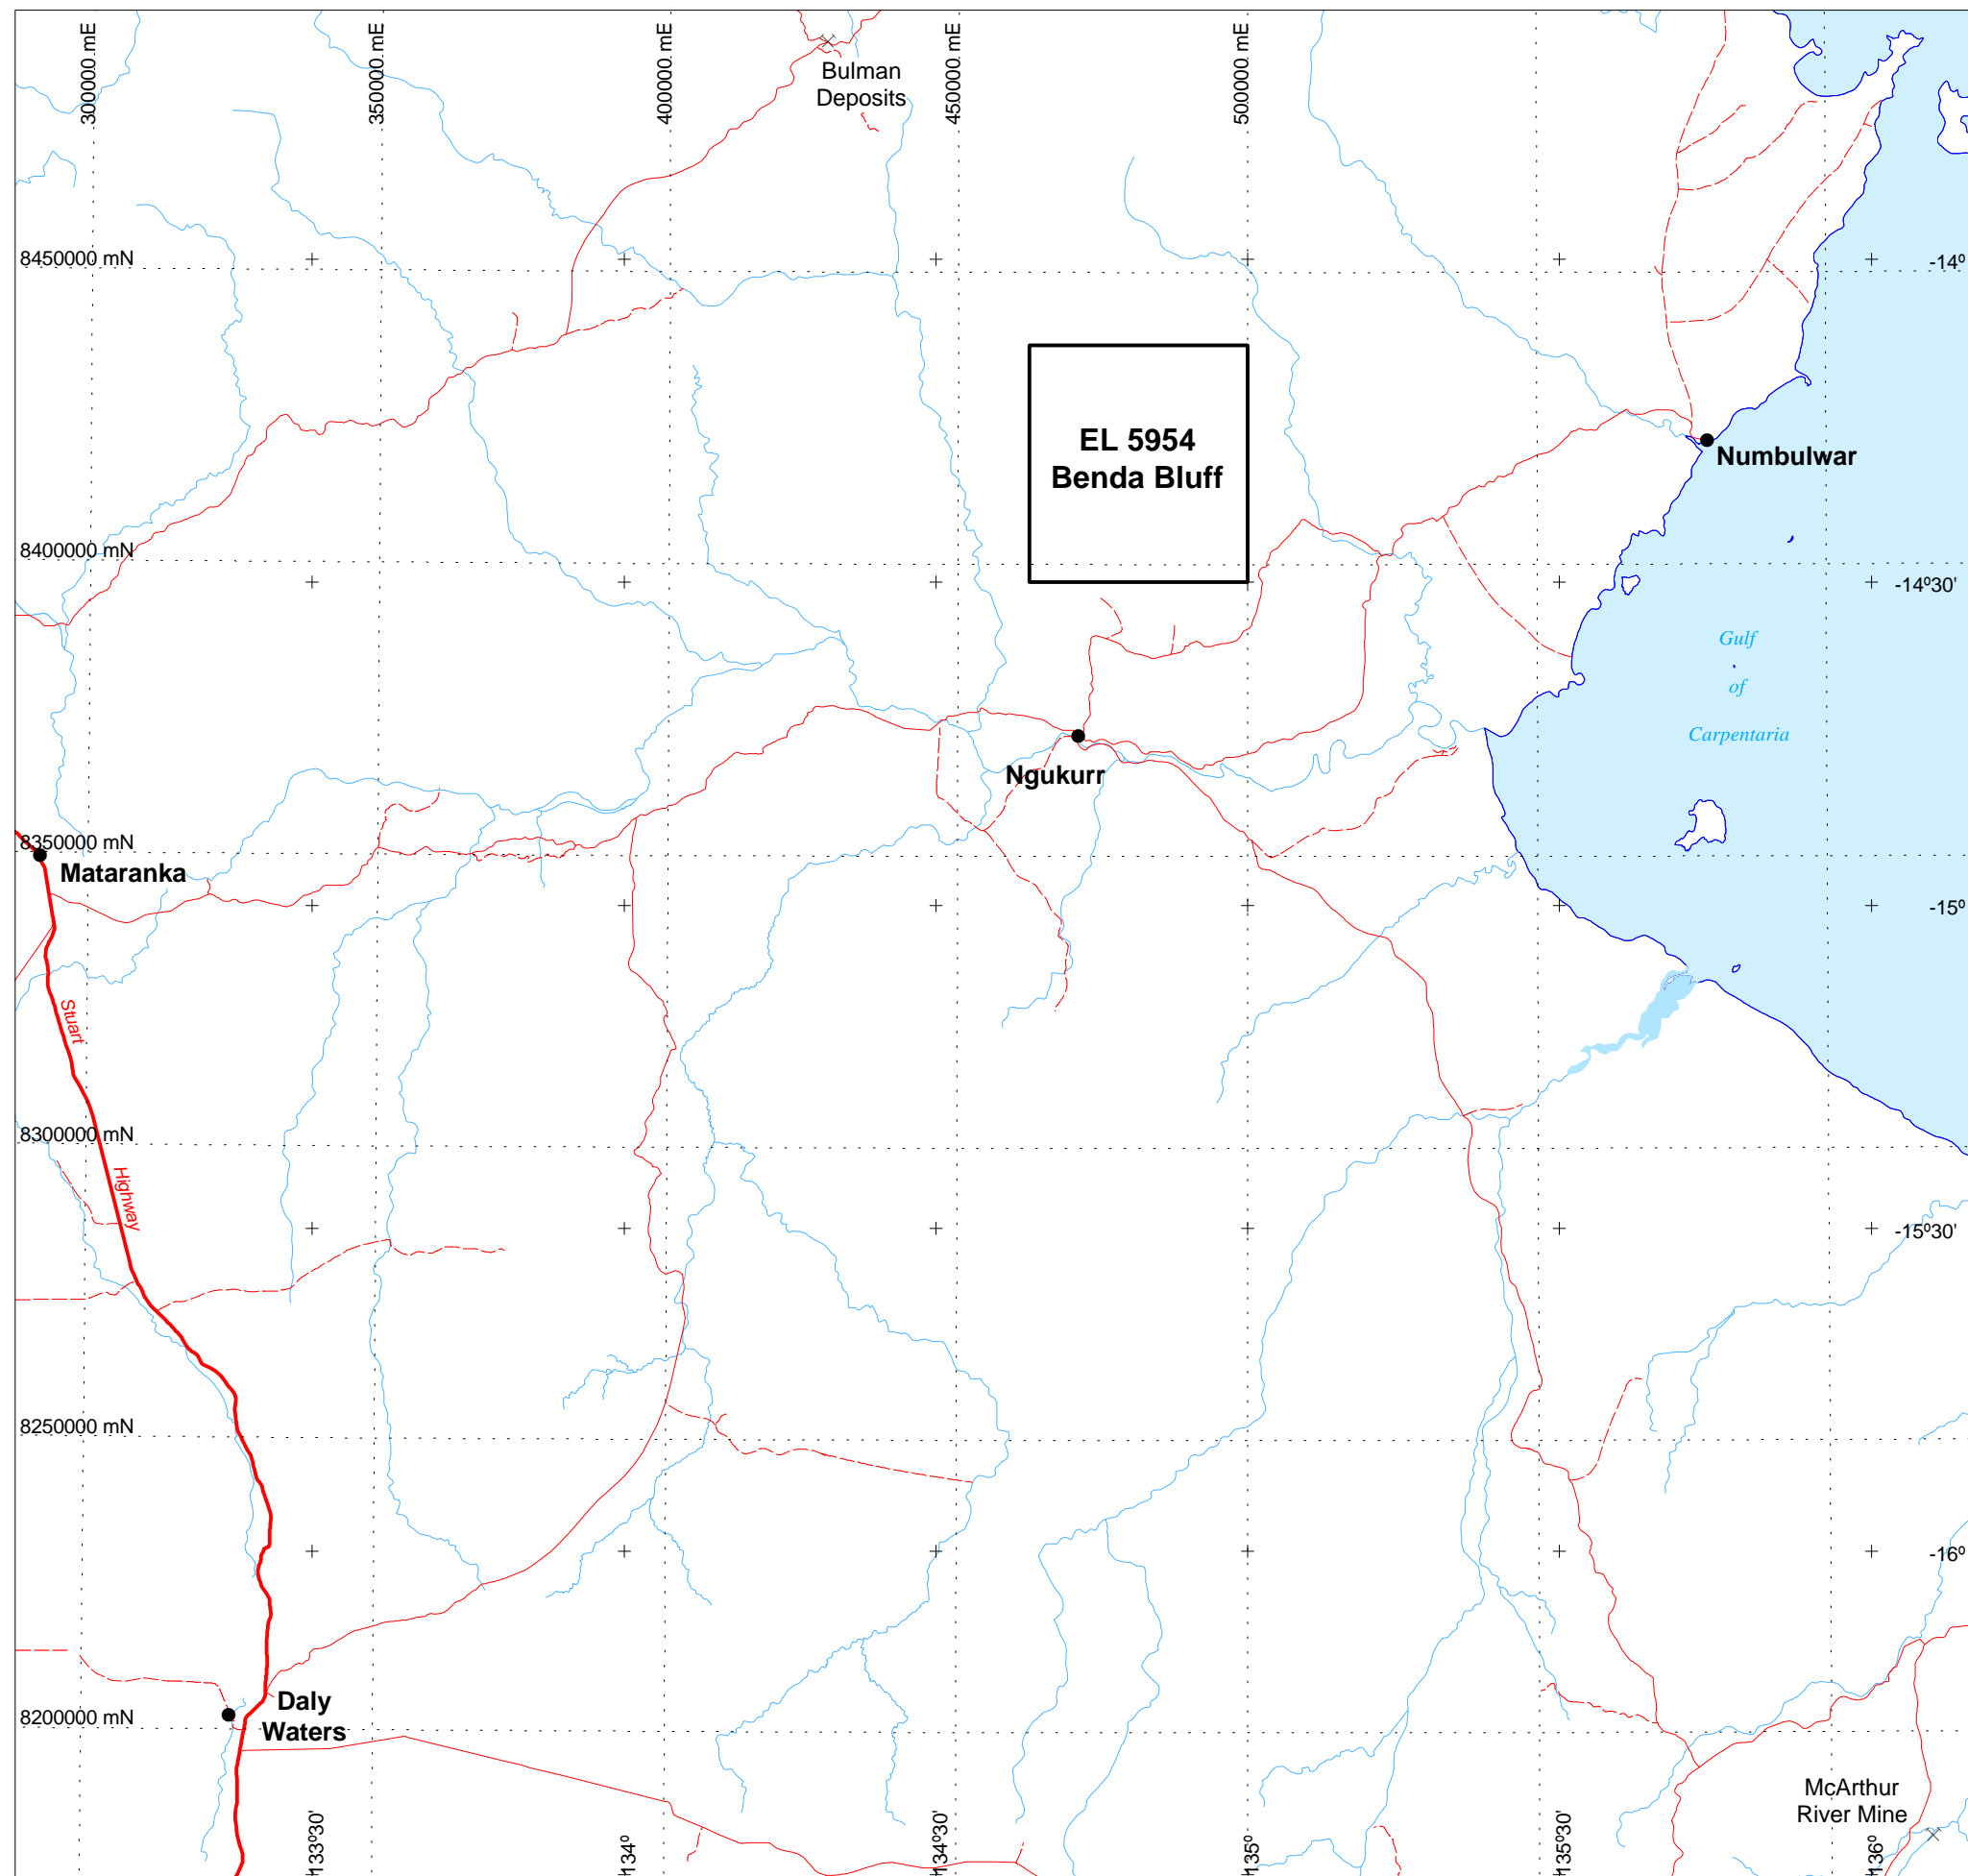 300000 mE
350000 mE
400000 mE
450000 mE
500000 mE
Bulman
Deposits
8450000 mN
-14º
EL 5954
Benda Bluff
Numbulwar
8400000 mN
-14º30'
Gulf
of
Carpentaria
Ngukurr
8350000 mN
Mataranka
-15º
Stuart
8300000 mN
Highway
-15º30'
8250000 mN
-16º
Daly
Waters
8200000 mN
McArthur
River Mine
133º30'
134º
134º30'
135º
135º30'
136º